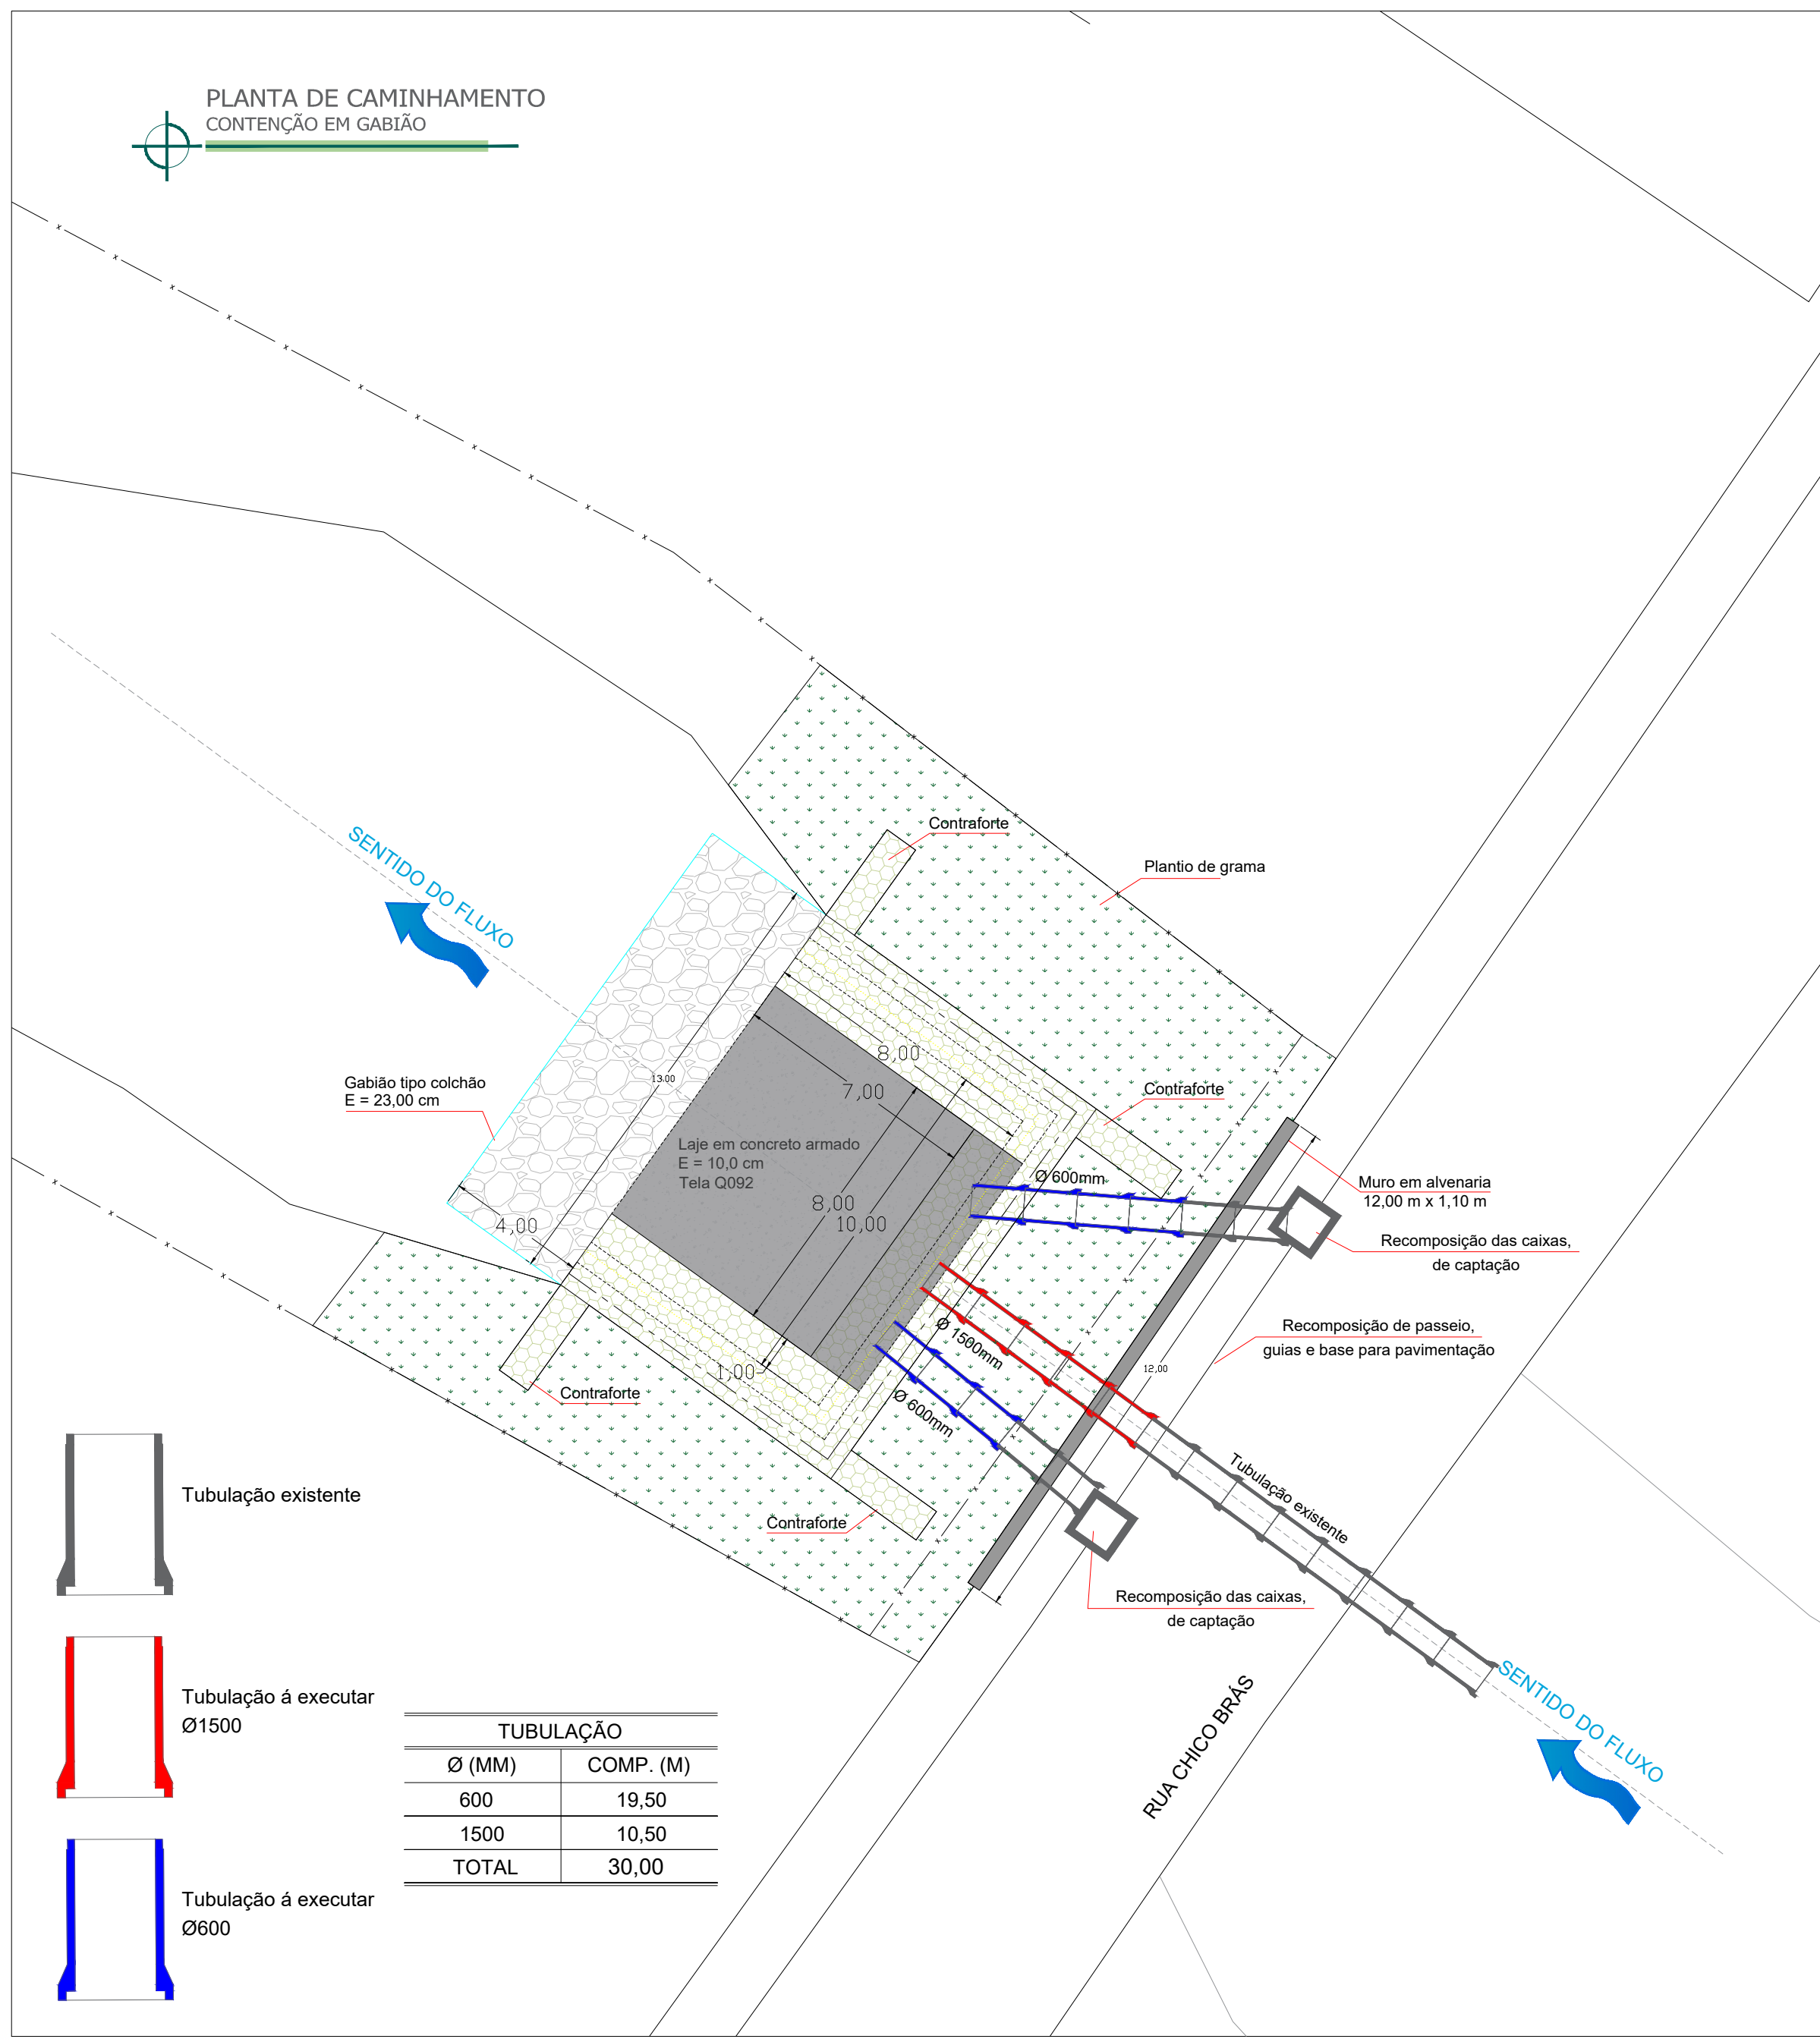 PLANTA DE CAMINHAMENTO
CONTENÇÃO EM GABIÃO
Contraforte
Plantio de grama
SENTIDO DO FLUXO
8,00
Gabião tipo colchão
E = 23,00 cm
13.00
7,00
Contraforte
Laje em concreto armado
E = 10,0 cm
Tela Q092
Ø 600mm
Muro em alvenaria
12,00 m x 1,10 m
8,00
10,00
4,00
Recomposição das caixas,
de captação
Ø 1500mm
Recomposição de passeio,
guias e base para pavimentação
12,00
1,00
Contraforte
Ø 600mm
Tubulação existente
Tubulação existente
Contraforte
Recomposição das caixas,
de captação
SENTIDO DO FLUXO
RUA CHICO BRÁS
Tubulação á executar
Ø1500
TUBULAÇÃO
Ø (MM) COMP. (M)
600 19,50
1500 10,50
TOTAL 30,00
Tubulação á executar
Ø600